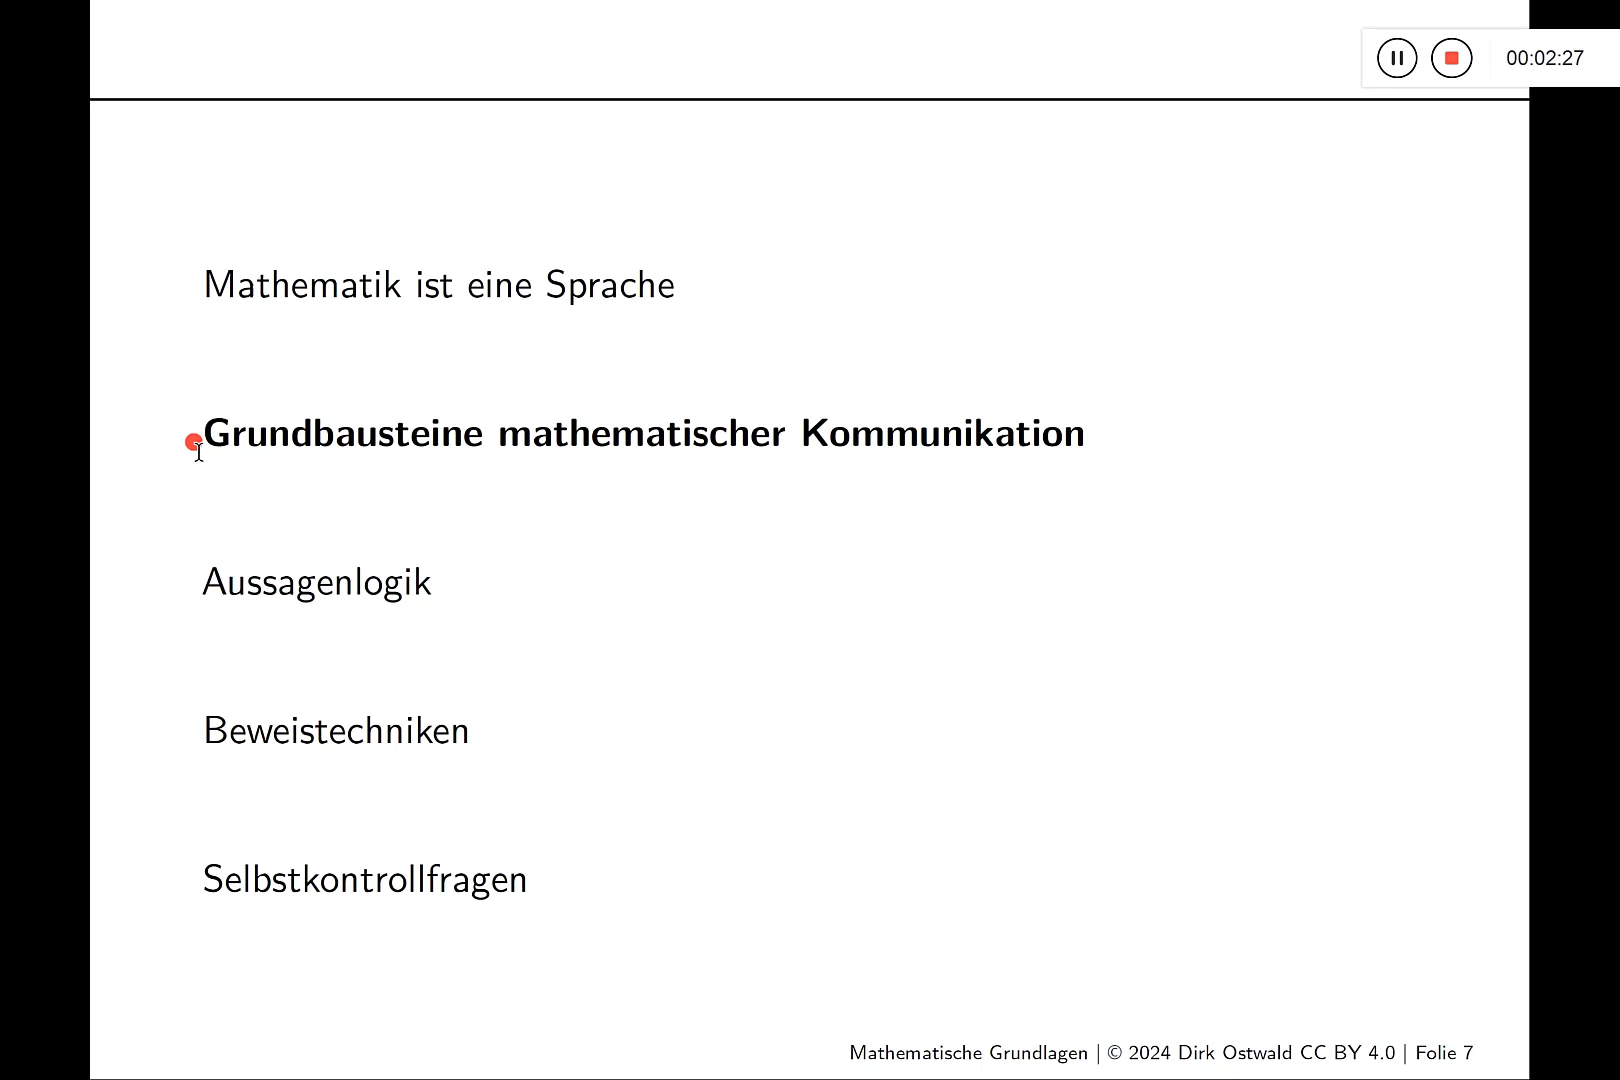 00:02:27
Mathematik ist eine Sprache
Grundbausteine mathematischer Kommunikation
Aussagenlogik
Beweistechniken
Selbstkontrollfragen
Mathematische Grundlagen | © 2024 Dirk Ostwald CC BY 4.0 | Folie 7